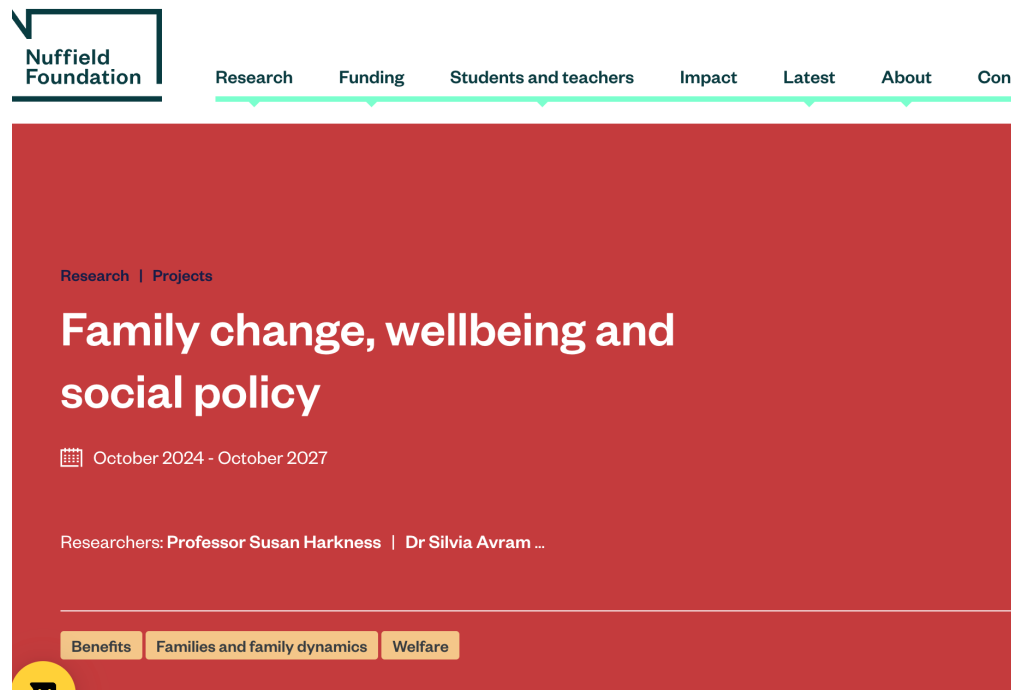 Nuffield
Foundation
Research Funding Students and teachers Impact Latest About Con
Research | Projects
Family change, wellbeing and
social policy
October 2024 - October 2027
Researchers: Professor Susan Harkness | Dr Silvia Avram ...
Benefits Families and family dynamics Welfare